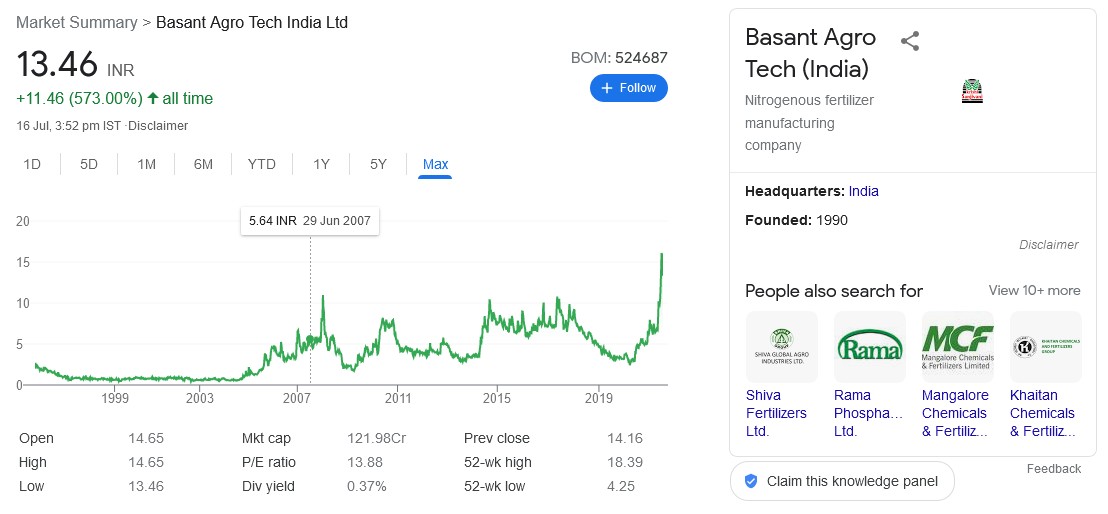 Market Summary > Basant Agro Tech India Ltd
13.46 INR
+11.46 (573.00%) ↑ all time
16 Jul, 3:52 pm IST · Disclaimer
BOM: 524687
+ Follow
1D 5D 1M 6M YTD 1Y 5Y Max
5.64 INR 29 Jun 2007
20
15
10
5
0
1999 2003 2007 2011 2015 2019
Open 14.65 Mkt cap 121.98Cr Prev close 14.16
High 14.65 P/E ratio 13.88 52-wk high 18.39
Low 13.46 Div yield 0.37% 52-wk low 4.25
Basant Agro
Tech (India)
Nitrogenous fertilizer
manufacturing
company
Headquarters: India
Founded: 1990
Disclaimer
People also search for View 10+ more
SHIVA GLOBAL AGRO
INDUSTRIES LTD.
Rama
MCF
Mangalore Chemicals
& Fertilizers Limited
KHAITAN CHEMICALS
AND FERTILIZERS
GROUP
Shiva
Fertilizers
Ltd.
Rama
Phospha...
Ltd.
Mangalore
Chemicals
& Fertiliz...
Khaitan
Chemicals
& Fertiliz...
Feedback
Claim this knowledge panel